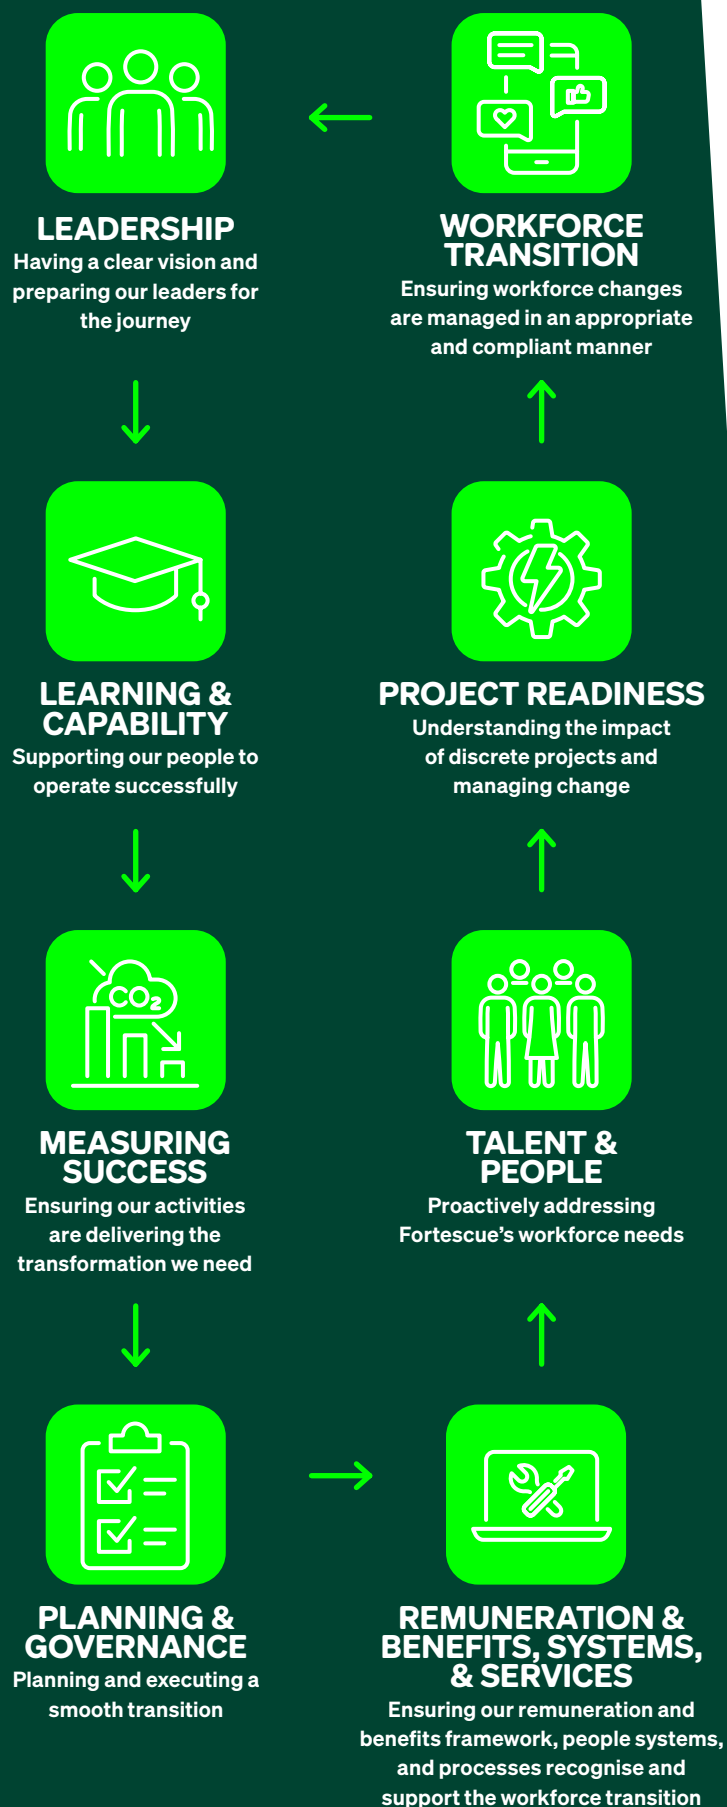 LEADERSHIP
Having a clear vision and
preparing our leaders for
the journey
LEARNING &
CAPABILITY
Supporting our people to
operate successfully
CO₂
MEASURING
SUCCESS
Ensuring our activities
are delivering the
transformation we need
PLANNING &
GOVERNANCE
Planning and executing a
smooth transition
REMUNERATION &
BENEFITS, SYSTEMS,
& SERVICES
Ensuring our remuneration and
benefits framework, people systems,
and processes recognise and
support the workforce transition
TALENT &
PEOPLE
Proactively addressing
Fortescue’s workforce needs
PROJECT READINESS
Understanding the impact
of discrete projects and
managing change
WORKFORCE
TRANSITION
Ensuring workforce changes
are managed in an appropriate
and compliant manner